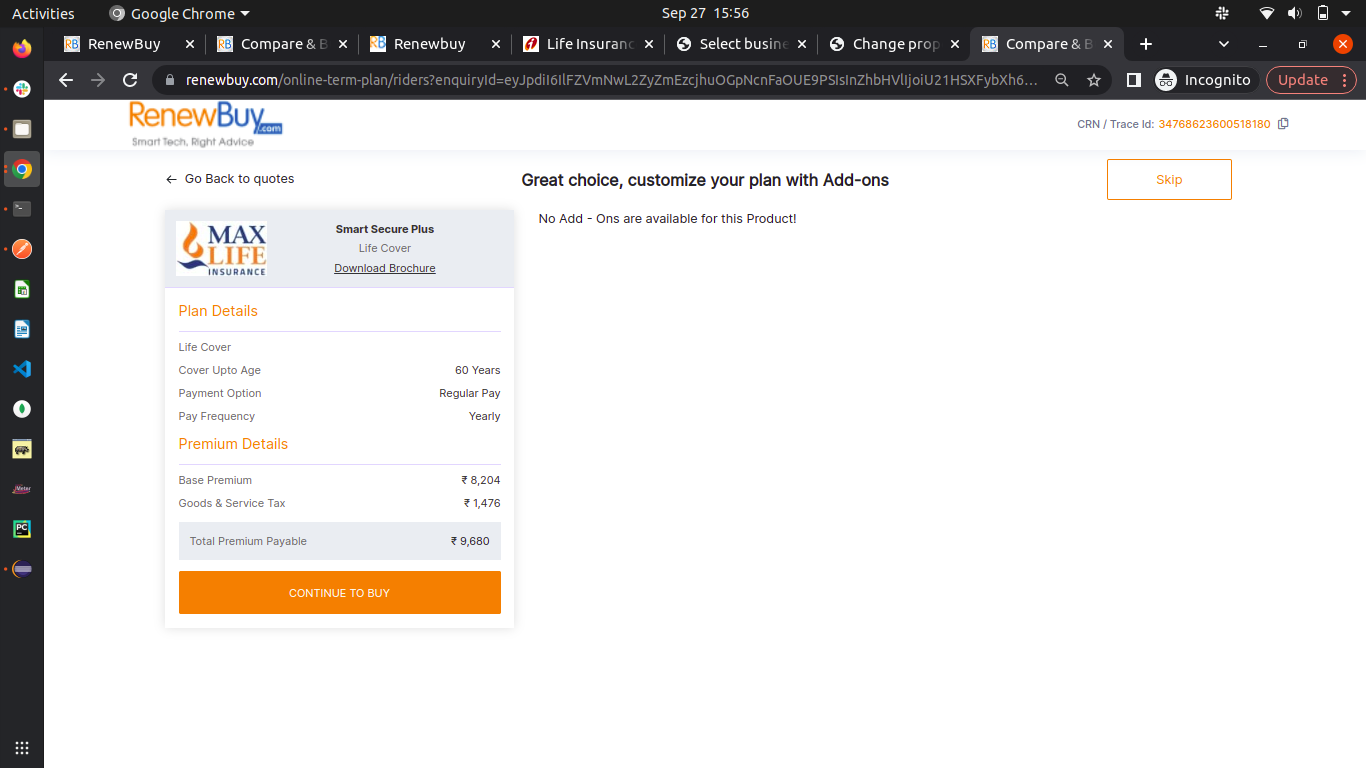 Activities
Google Chrome
Sep 27 15:56
RenewBuy
Compare & B
Renewbuy
Life Insuranc
Select busine
Change prop
Compare & B
renewbuy.com/online-term-plan/riders?enquiryId=eyJpdiI6IlFZVmNwL2ZyZmEzcjhuOGpNcnFaOUE9PSIsInZhbHVlIjoiU21HSXFybXh6...
Incognito
Update
RenewBuy.com
Smart Tech, Right Advice
CRN / Trace Id: 34768623600518180
Go Back to quotes
Great choice, customize your plan with Add-ons
Skip
No Add - Ons are available for this Product!
MAX LIFE INSURANCE
Smart Secure Plus
Life Cover
Download Brochure
Plan Details
Life Cover
Cover Upto Age 60 Years
Payment Option Regular Pay
Pay Frequency Yearly
Premium Details
Base Premium ₹ 8,204
Goods & Service Tax ₹ 1,476
Total Premium Payable ₹ 9,680
CONTINUE TO BUY